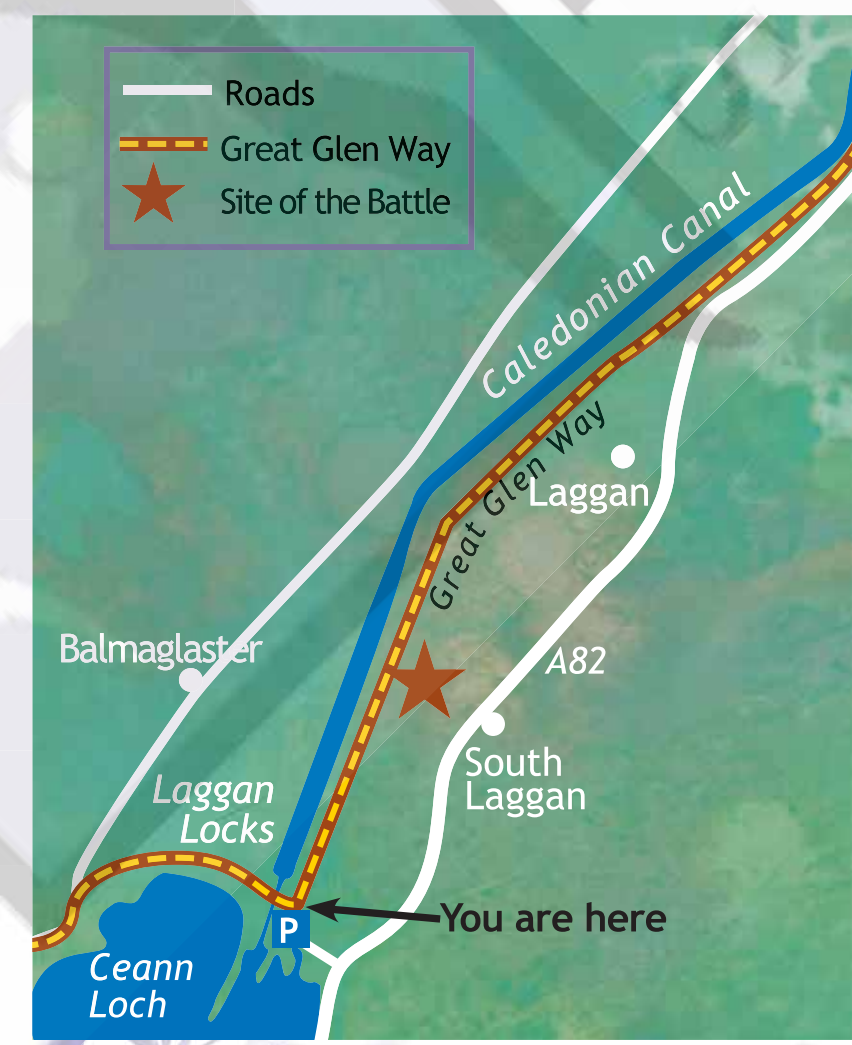 Roads
Great Glen Way
Site of the Battle
Caledonian Canal
Great Glen Way
Laggan
Balmaglaster
A82
South
Laggan
Laggan
Locks
You are here
P
Ceann
Loch